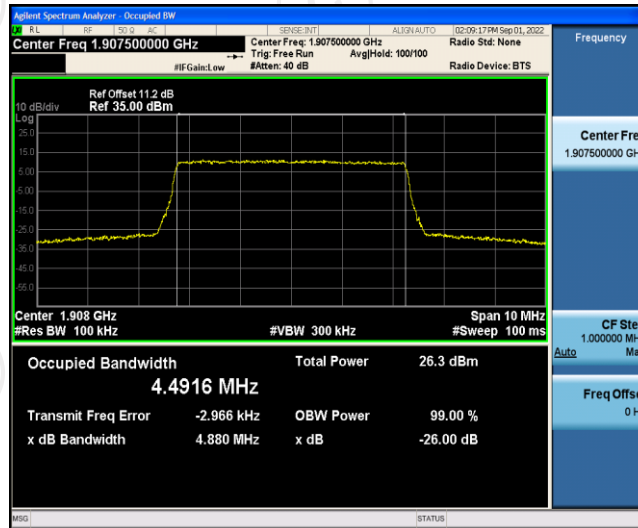 Agilent Spectrum Analyzer - Occupied BW
RL RF 50 Ω AC SENSE:INT ALIGN AUTO 02:09:17 PM Sep 01, 2022
Center Freq 1.907500000 GHz
Center Freq: 1.907500000 GHz
Radio Std: None
Trig: Free Run Avg|Hold: 100/100
#IFGain:Low #Atten: 40 dB Radio Device: BTS
Frequency
Ref Offset 11.2 dB
10 dB/div Ref 35.00 dBm
Log
25.0
15.0
5.00
-5.00
-15.0
-25.0
-35.0
-45.0
-55.0
Center Fre
1.907500000 GH
Center 1.908 GHz Span 10 MHz
#Res BW 100 kHz #VBW 300 kHz #Sweep 100 ms
CF Ste
1.000000 MH
Auto Ma
Occupied Bandwidth Total Power 26.3 dBm
4.4916 MHz
Transmit Freq Error -2.966 kHz OBW Power 99.00 %
x dB Bandwidth 4.880 MHz x dB -26.00 dB
Freq Offse
0 H
MSG STATUS